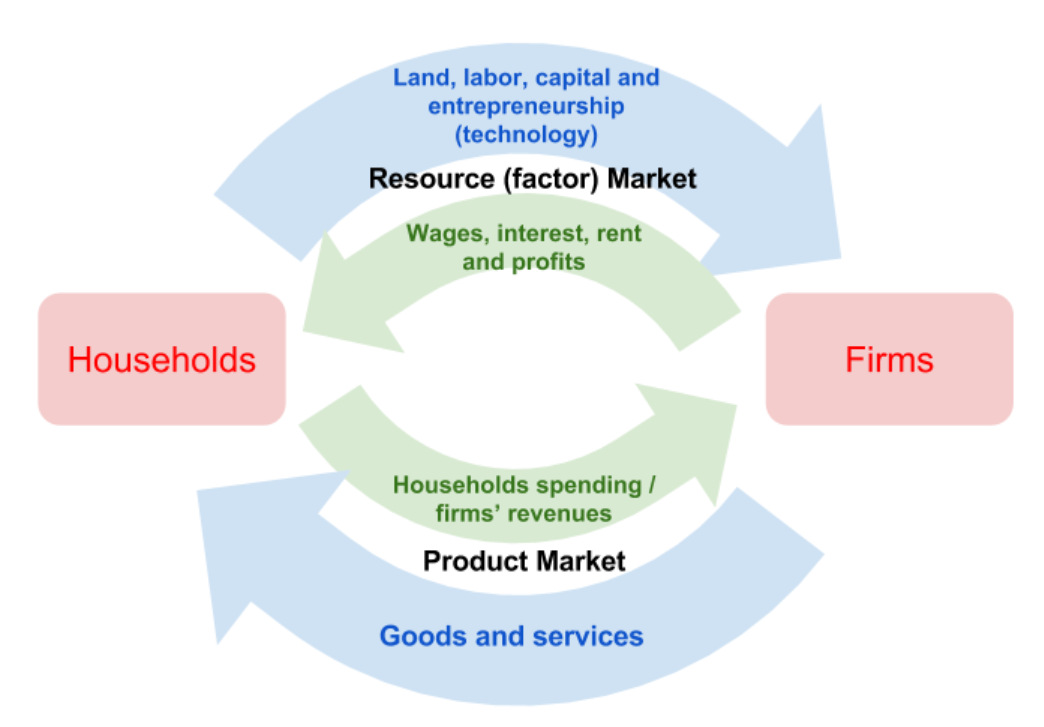 Land, labor, capital and
entrepreneurship
(technology)
Resource (factor) Market
Wages, interest, rent
and profits
Households
Firms
Households spending /
firms’ revenues
Product Market
Goods and services